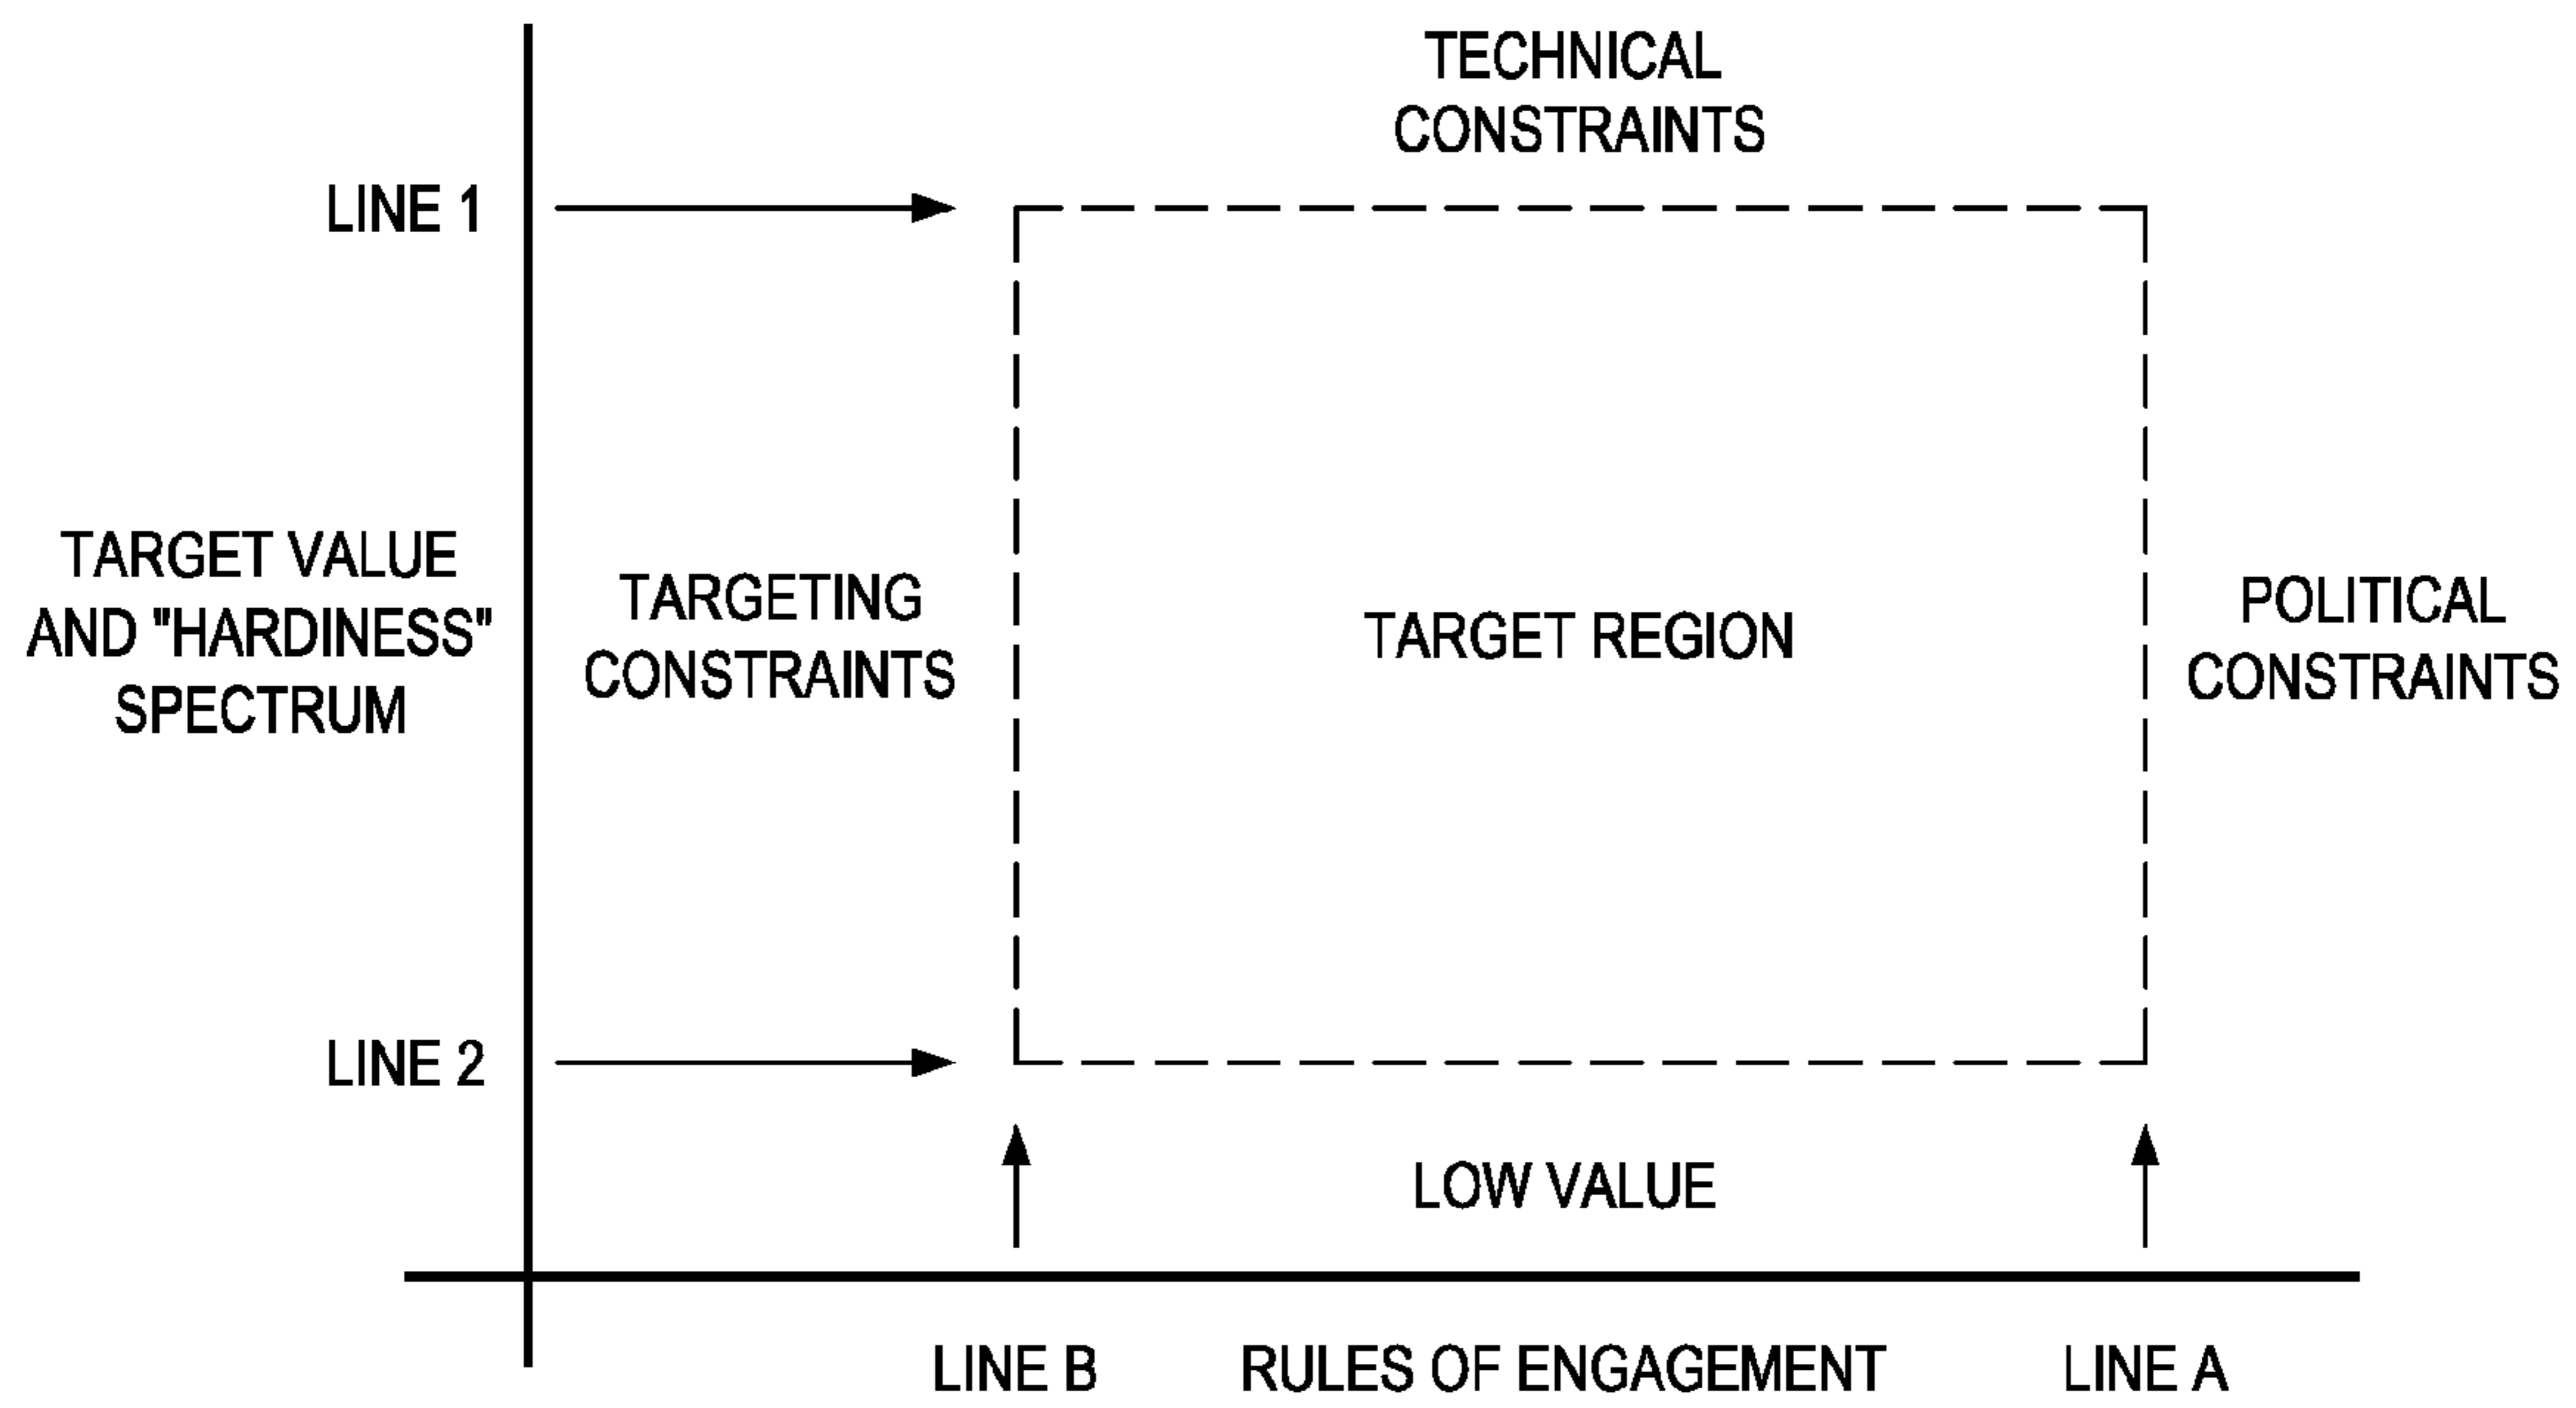 TECHNICAL
CONSTRAINTS
LINE 1
TARGET VALUE
AND "HARDINESS"
SPECTRUM
TARGETING
CONSTRAINTS
TARGET REGION
POLITICAL
CONSTRAINTS
LINE 2
LOW VALUE
LINE B
RULES OF ENGAGEMENT
LINE A